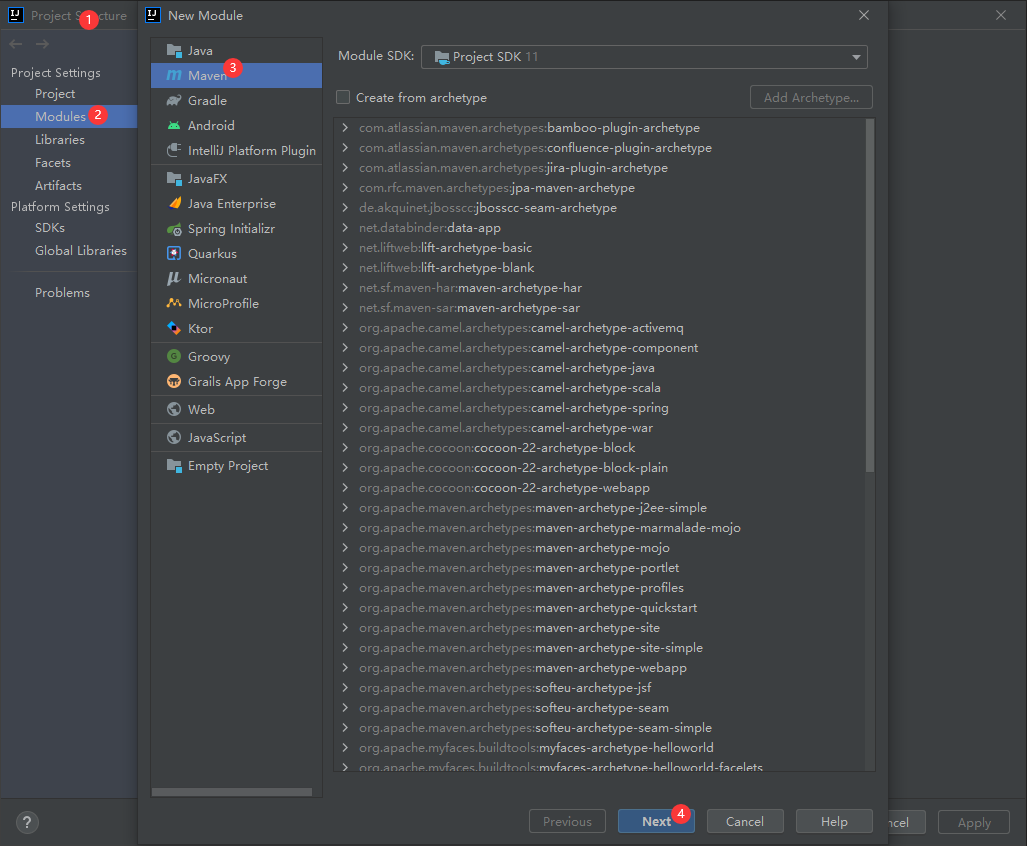 Project Structure
1
Project Settings
Project
Modules
2
Libraries
Facets
Artifacts
Platform Settings
SDKs
Global Libraries
Problems
?
New Module
Java
Maven
3
Gradle
Android
IntelliJ Platform Plugin
JavaFX
Java Enterprise
Spring Initializr
Quarkus
Micronaut
MicroProfile
Ktor
Groovy
Grails App Forge
Web
JavaScript
Empty Project
Module SDK: Project SDK 11
Create from archetype
Add Archetype...
com.atlassian.maven.archetypes:bamboo-plugin-archetype
com.atlassian.maven.archetypes:confluence-plugin-archetype
com.atlassian.maven.archetypes:jira-plugin-archetype
com.rfc.maven.archetypes:jpa-maven-archetype
de.akquinet.jbosscc:jbosscc-seam-archetype
net.databinder:data-app
net.liftweb:lift-archetype-basic
net.liftweb:lift-archetype-blank
net.sf.maven-har:maven-archetype-har
net.sf.maven-sar:maven-archetype-sar
org.apache.camel.archetypes:camel-archetype-activemq
org.apache.camel.archetypes:camel-archetype-component
org.apache.camel.archetypes:camel-archetype-java
org.apache.camel.archetypes:camel-archetype-scala
org.apache.camel.archetypes:camel-archetype-spring
org.apache.camel.archetypes:camel-archetype-war
org.apache.cocoon:cocoon-22-archetype-block
org.apache.cocoon:cocoon-22-archetype-block-plain
org.apache.cocoon:cocoon-22-archetype-webapp
org.apache.maven.archetypes:maven-archetype-j2ee-simple
org.apache.maven.archetypes:maven-archetype-marmalade-mojo
org.apache.maven.archetypes:maven-archetype-mojo
org.apache.maven.archetypes:maven-archetype-portlet
org.apache.maven.archetypes:maven-archetype-profiles
org.apache.maven.archetypes:maven-archetype-quickstart
org.apache.maven.archetypes:maven-archetype-site
org.apache.maven.archetypes:maven-archetype-site-simple
org.apache.maven.archetypes:maven-archetype-webapp
org.apache.maven.archetypes:softeu-archetype-jsf
org.apache.maven.archetypes:softeu-archetype-seam
org.apache.maven.archetypes:softeu-archetype-seam-simple
org.apache.myfaces.buildtools:myfaces-archetype-helloworld
org.apache.myfaces.buildtools:myfaces-archetype-helloworld-facelets
Previous
Next
4
Cancel
Help
ncel
Apply